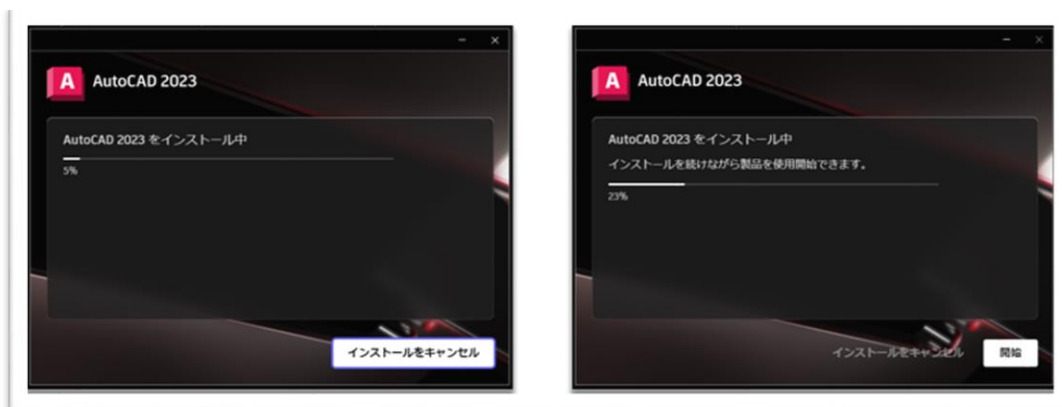 A AutoCAD 2023
AutoCAD 2023 をインストール中
5%
インストールをキャンセル
A AutoCAD 2023
AutoCAD 2023 をインストール中
インストールを続けながら製品を使用開始できます。
23%
インストールをキャンセル 開始